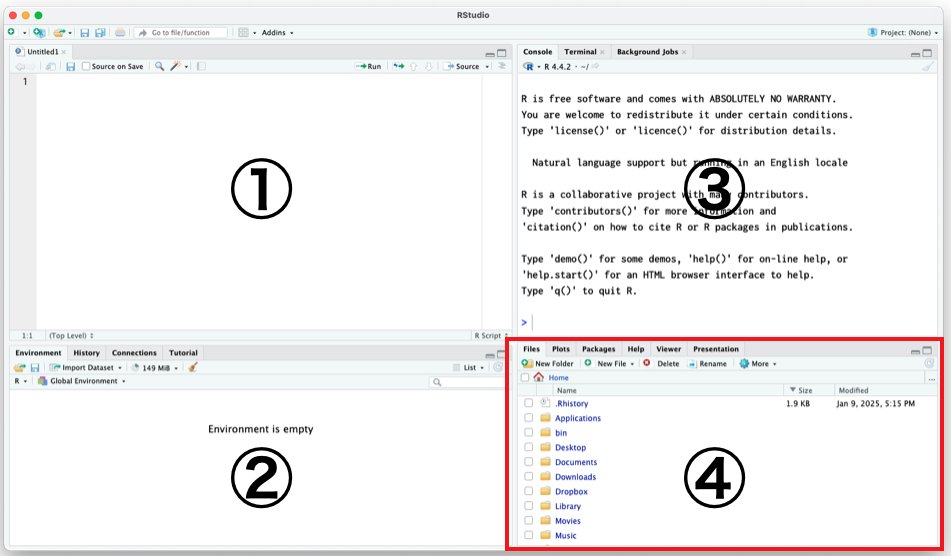 RStudio
Go to file/function
Addins
Project: (None)
Untitled1
Source on Save
Run
Source
1
①
1:1
(Top Level)
R Script
Console
Terminal
Background Jobs
R 4.4.2 · ~/
R is free software and comes with ABSOLUTELY NO WARRANTY.
You are welcome to redistribute it under certain conditions.
Type 'license()' or 'licence()' for distribution details.
Natural language support but running in an English locale
③
R is a collaborative project with many contributors.
Type 'contributors()' for more information and
'citation()' on how to cite R or R packages in publications.
Type 'demo()' for some demos, 'help()' for on-line help, or
'help.start()' for an HTML browser interface to help.
Type 'q()' to quit R.
>
Environment
History
Connections
Tutorial
Import Dataset
149 MiB
List
R
Global Environment
Environment is empty
②
Files
Plots
Packages
Help
Viewer
Presentation
New Folder
New File
Delete
Rename
More
Home
...
Name
Size
Modified
.Rhistory
1.9 KB
Jan 9, 2025, 5:15 PM
Applications
bin
Desktop
Documents
Downloads
Dropbox
Library
Movies
Music
④